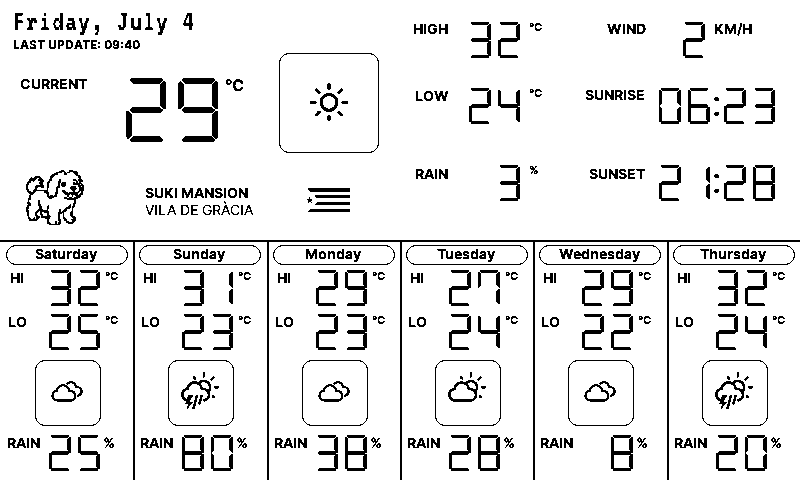 Friday, July 4
LAST UPDATE: 09:40
CURRENT 29 °C
SUKI MANSION
VILA DE GRÀCIA
HIGH 32 °C
LOW 24 °C
RAIN 3 %
WIND 2 KM/H
SUNRISE 06:23
SUNSET 21:28
Saturday
HI 32 °C
LO 25 °C
RAIN 25 %
Sunday
HI 31 °C
LO 23 °C
RAIN 80 %
Monday
HI 29 °C
LO 23 °C
RAIN 38 %
Tuesday
HI 27 °C
LO 24 °C
RAIN 28 %
Wednesday
HI 29 °C
LO 22 °C
RAIN 8 %
Thursday
HI 32 °C
LO 24 °C
RAIN 20 %